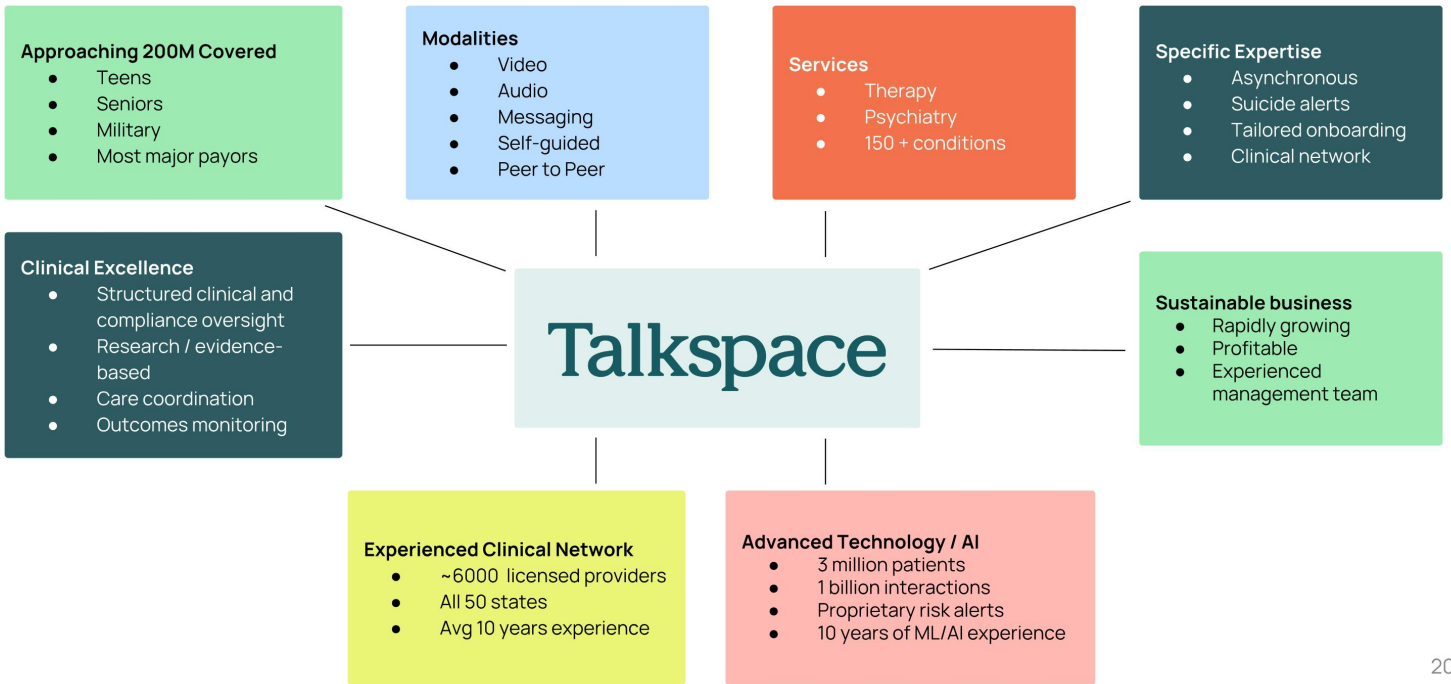 Approaching 200M Covered
● Teens
● Seniors
● Military
● Most major payors
Modalities
● Video
● Audio
● Messaging
● Self-guided
● Peer to Peer
Services
● Therapy
● Psychiatry
● 150 + conditions
Specific Expertise
● Asynchronous
● Suicide alerts
● Tailored onboarding
● Clinical network
Clinical Excellence
● Structured clinical and
compliance oversight
● Research / evidence-
based
● Care coordination
● Outcomes monitoring
Talkspace
Sustainable business
● Rapidly growing
● Profitable
● Experienced
management team
Experienced Clinical Network
● ~6000 licensed providers
● All 50 states
● Avg 10 years experience
Advanced Technology / AI
● 3 million patients
● 1 billion interactions
● Proprietary risk alerts
● 10 years of ML/AI experience
20